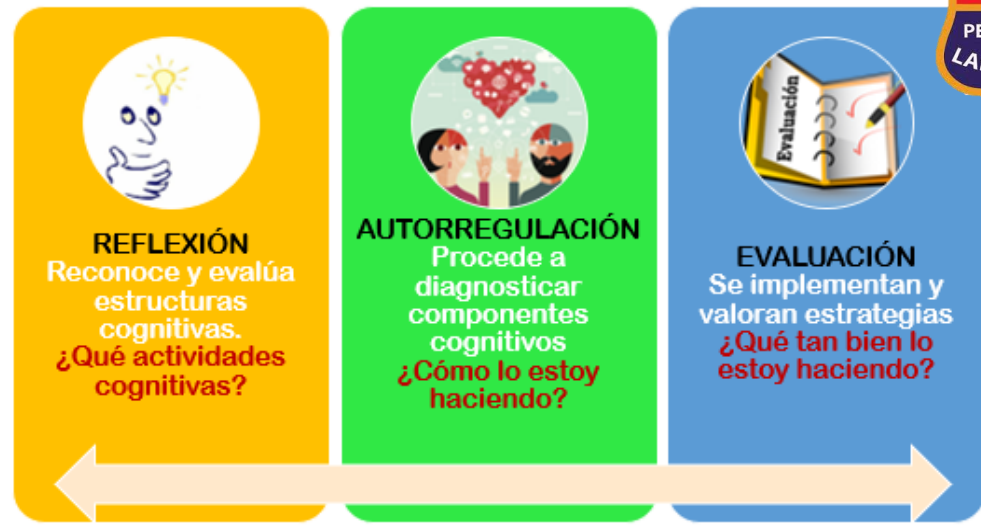 REFLEXIÓN
Reconoce y evalúa
estructuras
cognitivas.
¿Qué actividades
cognitivas?
AUTORREGULACIÓN
Procede a
diagnosticar
componentes
cognitivos
¿Cómo lo estoy
haciendo?
Evaluación
EVALUACIÓN
Se implementan y
valoran estrategias
¿Qué tan bien lo
estoy haciendo?